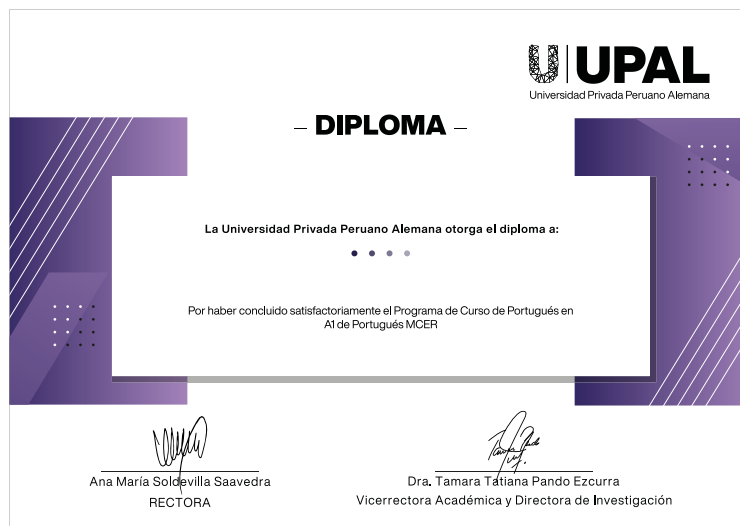 UPAL
Universidad Privada Peruano Alemana
– DIPLOMA –
La Universidad Privada Peruano Alemana otorga el diploma a:
Por haber concluido satisfactoriamente el Programa de Curso de Portugués en
A1 de Portugués MCER
Ana María Soldevilla Saavedra
RECTORA
Dra. Tamara Tatiana Pando Ezcurra
Vicerrectora Académica y Directora de Investigación